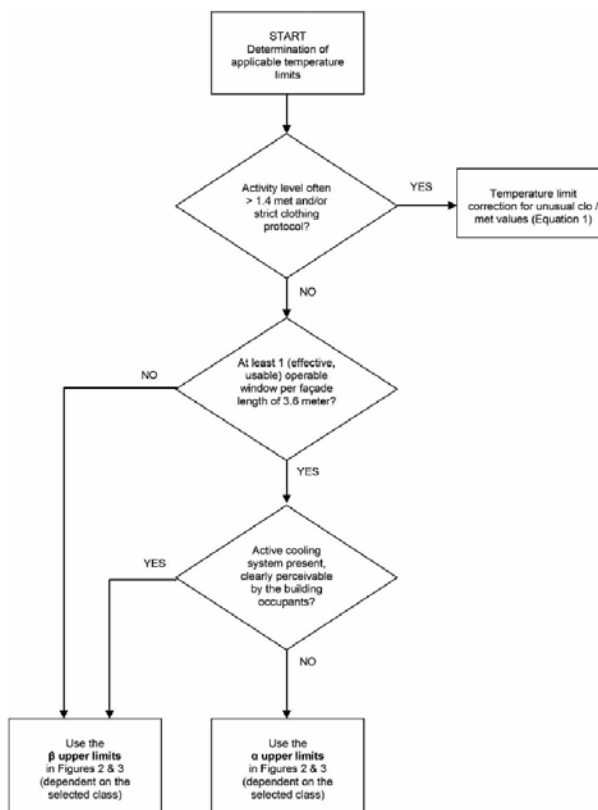 START
Determination of
applicable temperature
limits
Activity level often
> 1.4 met and/or
strict clothing
protocol?
YES
Temperature limit
correction for unusual clo /
met values (Equation 1)
NO
At least 1 (effective,
usable) operable
window per façade
length of 3.6 meter?
NO
YES
Active cooling
system present,
clearly perceivable
by the building
occupants?
YES
NO
Use the
β upper limits
in Figures 2 & 3
(dependent on the
selected class)
Use the
α upper limits
in Figures 2 & 3
(dependent on the
selected class)